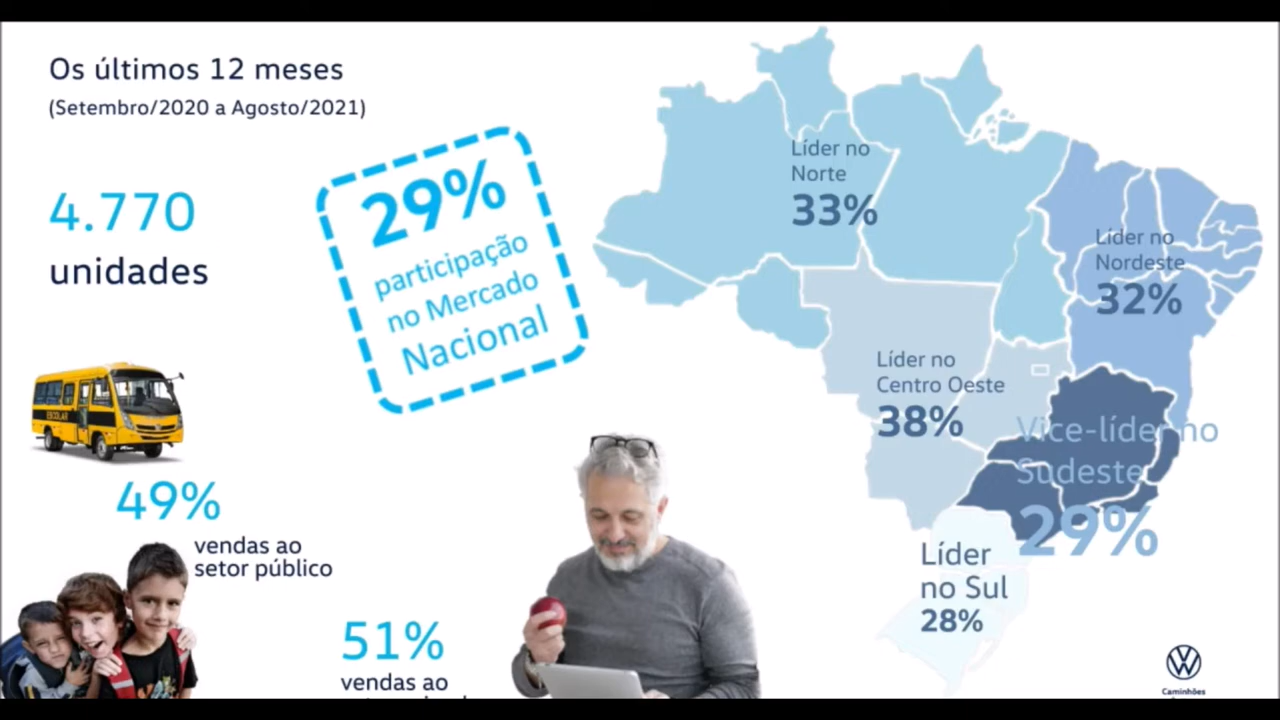 Os últimos 12 meses
(Setembro/2020 a Agosto/2021)
4.770
unidades
29%
participação
no Mercado
Nacional
Líder no
Norte
33%
Líder no
Nordeste
32%
Líder no
Centro Oeste
38%
Vice-líder no
Sudeste
29%
Líder
no Sul
28%
ESCOLAR
49%
vendas ao
setor público
51%
vendas ao
Caminhões